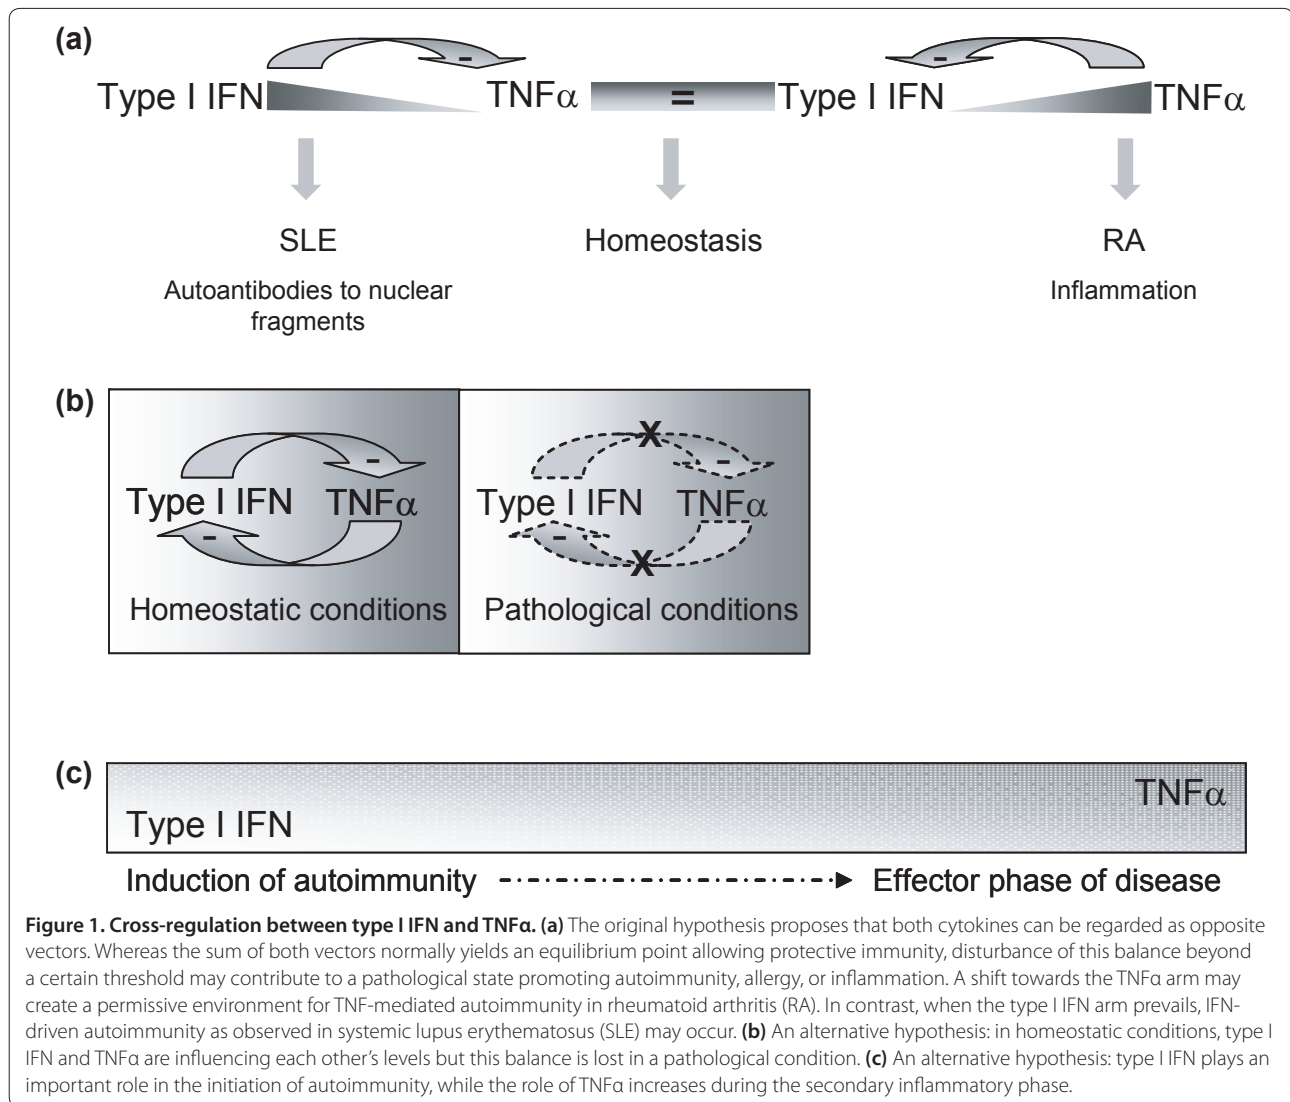 (a)
-
-
Type I IFN TNFα = Type I IFN TNFα
SLE Homeostasis RA
Autoantibodies to nuclear
fragments
Inflammation
(b)
X
-
-
Type I IFN TNFα Type I IFN TNFα
-
-
X
Homeostatic conditions Pathological conditions
(c)
TNFα
Type I IFN
Induction of autoimmunity Effector phase of disease
Figure 1. Cross-regulation between type I IFN and TNFα. (a) The original hypothesis proposes that both cytokines can be regarded as opposite
vectors. Whereas the sum of both vectors normally yields an equilibrium point allowing protective immunity, disturbance of this balance beyond
a certain threshold may contribute to a pathological state promoting autoimmunity, allergy, or inflammation. A shift towards the TNFα arm may
create a permissive environment for TNF-mediated autoimmunity in rheumatoid arthritis (RA). In contrast, when the type I IFN arm prevails, IFN-
driven autoimmunity as observed in systemic lupus erythematosus (SLE) may occur. (b) An alternative hypothesis: in homeostatic conditions, type I
IFN and TNFα are influencing each other's levels but this balance is lost in a pathological condition. (c) An alternative hypothesis: type I IFN plays an
important role in the initiation of autoimmunity, while the role of TNFα increases during the secondary inflammatory phase.